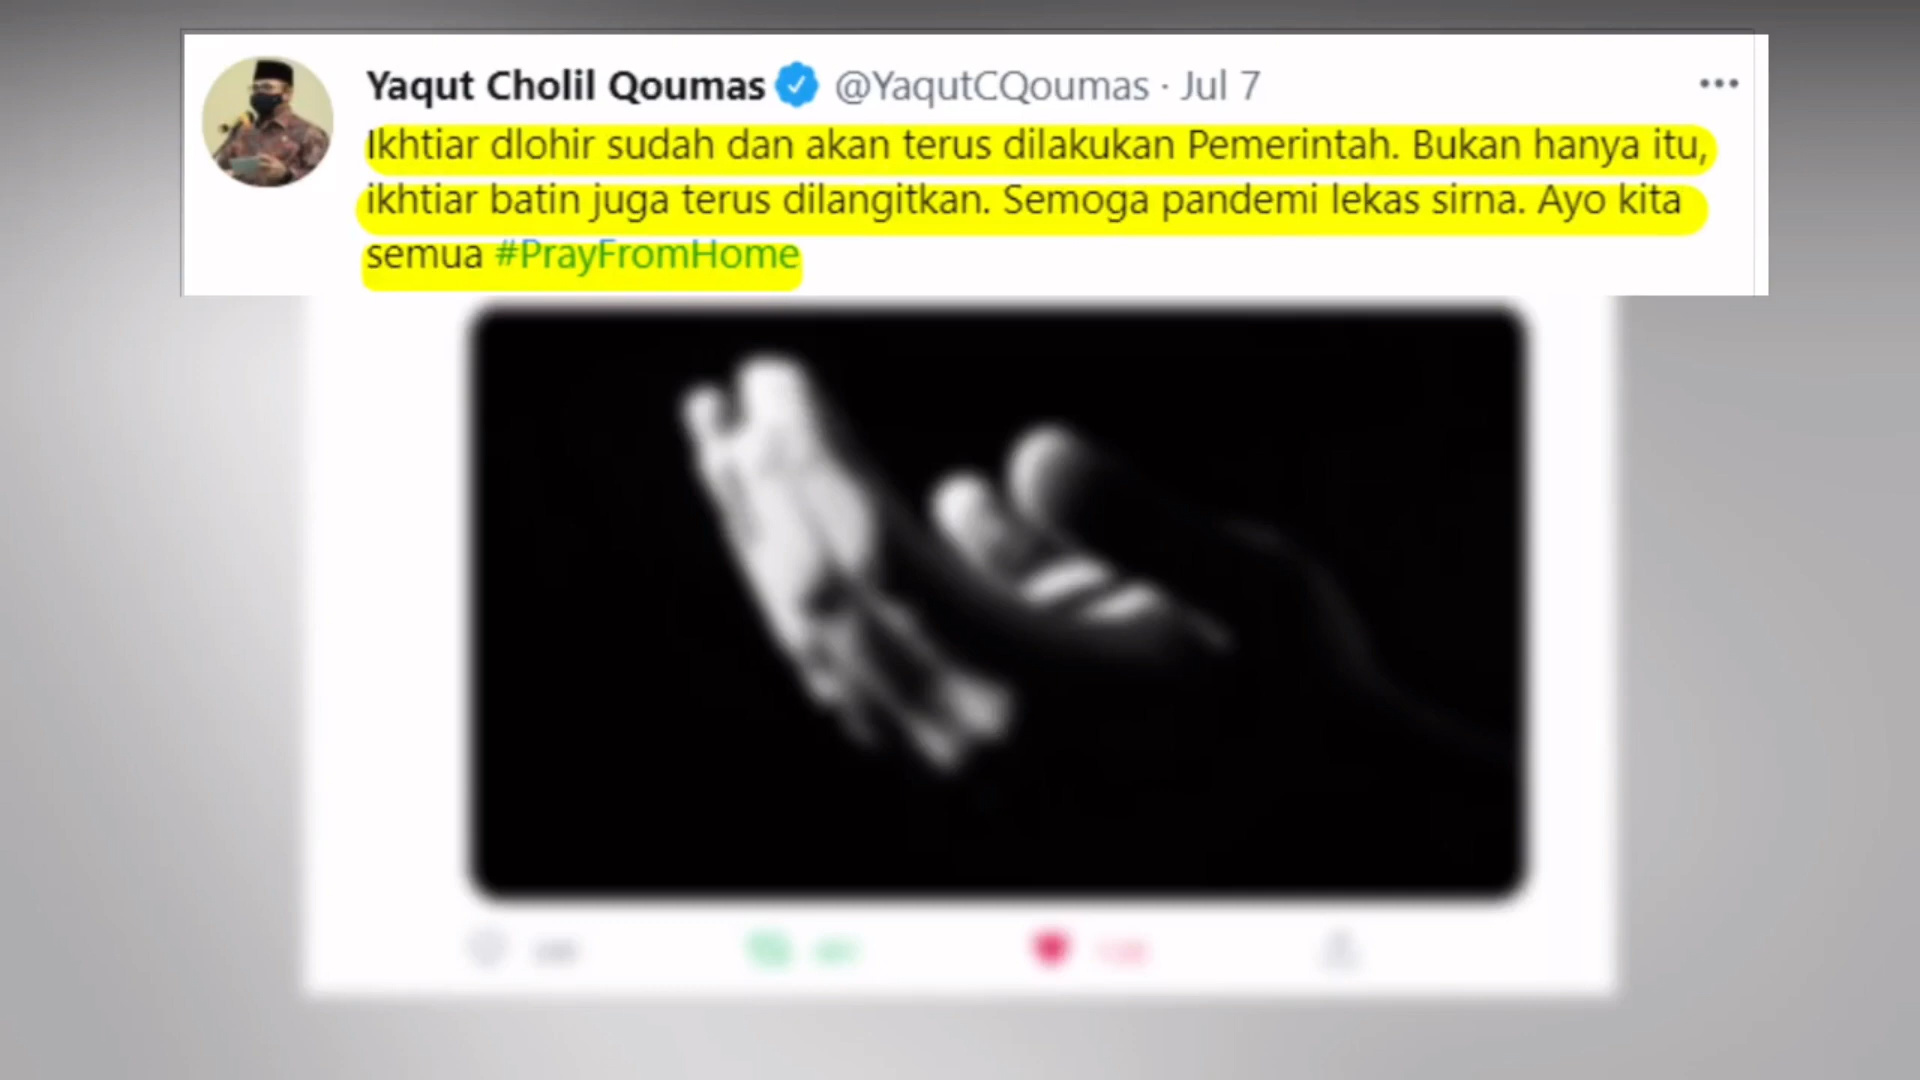 Yaqut Cholil Qoumas @YaqutCQoumas · Jul 7
Ikhtiar dlohir sudah dan akan terus dilakukan Pemerintah. Bukan hanya itu,
ikhtiar batin juga terus dilangitkan. Semoga pandemi lekas sirna. Ayo kita
semua #PrayFromHome